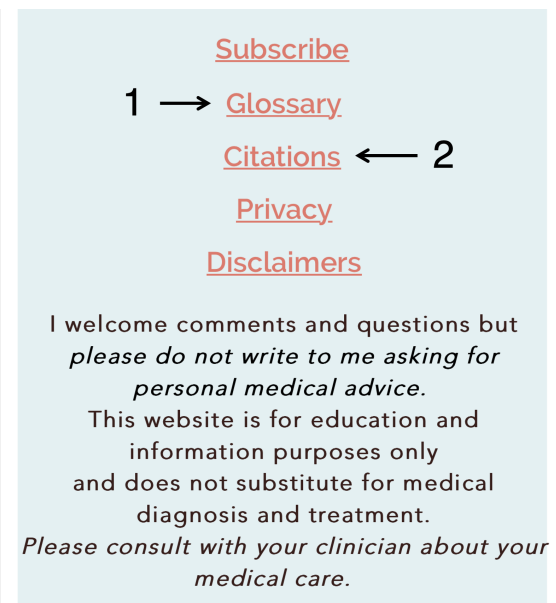 Subscribe
1 → Glossary
Citations ← 2
Privacy
Disclaimers
I welcome comments and questions but
please do not write to me asking for
personal medical advice.
This website is for education and
information purposes only
and does not substitute for medical
diagnosis and treatment.
Please consult with your clinician about your
medical care.